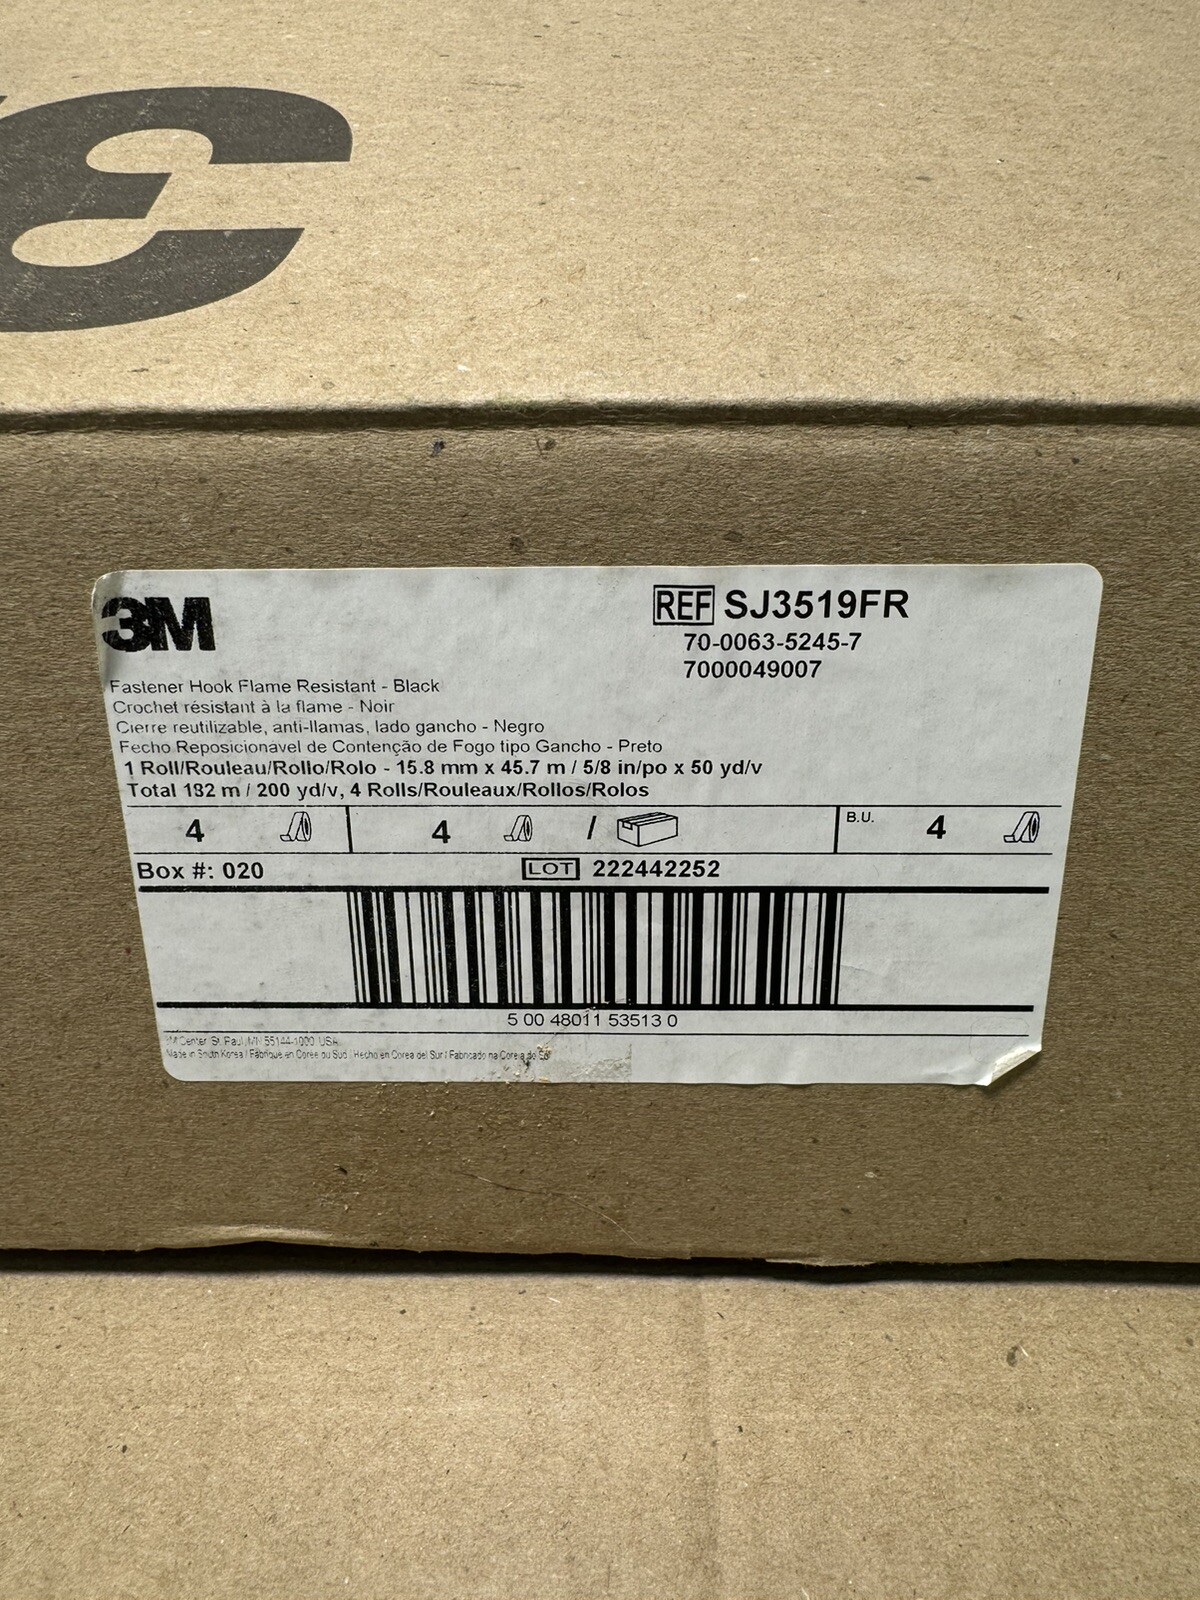 3M
REF SJ3519FR
70-0063-5245-7
7000049007
Fastener Hook Flame Resistant - Black
Crochet résistant à la flame - Noir
Cierre reutilizable, anti-llamas, lado gancho - Negro
Fecho Reposicionavel de Contenção de Fogo tipo Gancho - Preto
1 Roll/Rouleau/Rollo/Rolo - 15.8 mm x 45.7 m / 5/8 in/po x 50 yd/v
Total 182 m / 200 yd/v, 4 Rolls/Rouleaux/Rollos/Rolos
4 4 / B.U. 4
Box #: 020 LOT 222442252
5 00 48011 53513 0
3M Center St. Paul, MN 55144-1000 USA
Made in South Korea / Fabriqué en Corée du Sud / Hecho en Corea del Sur / Fabricado na Coreia do